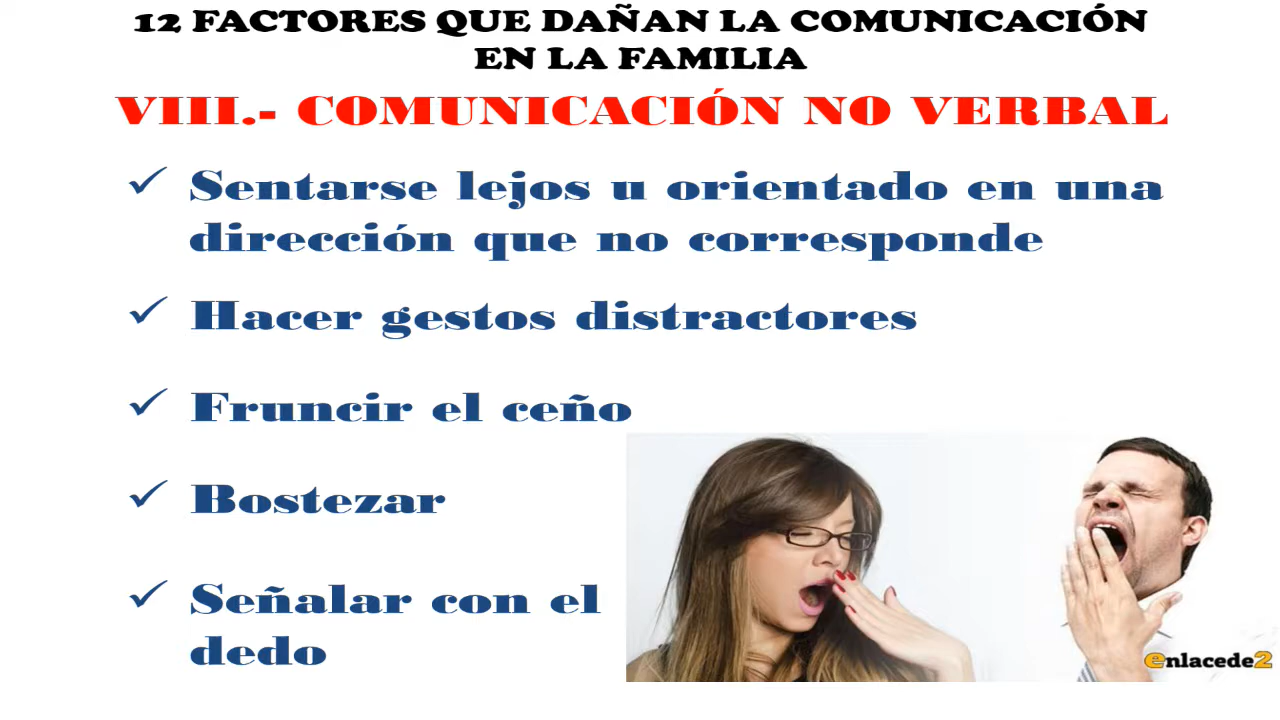 12 FACTORES QUE DAÑAN LA COMUNICACIÓN
EN LA FAMILIA
VIII.- COMUNICACIÓN NO VERBAL
✓ Sentarse lejos u orientado en una
dirección que no corresponde
✓ Hacer gestos distractores
✓ Fruncir el ceño
✓ Bostezar
✓ Señalar con el
dedo
enlacede2